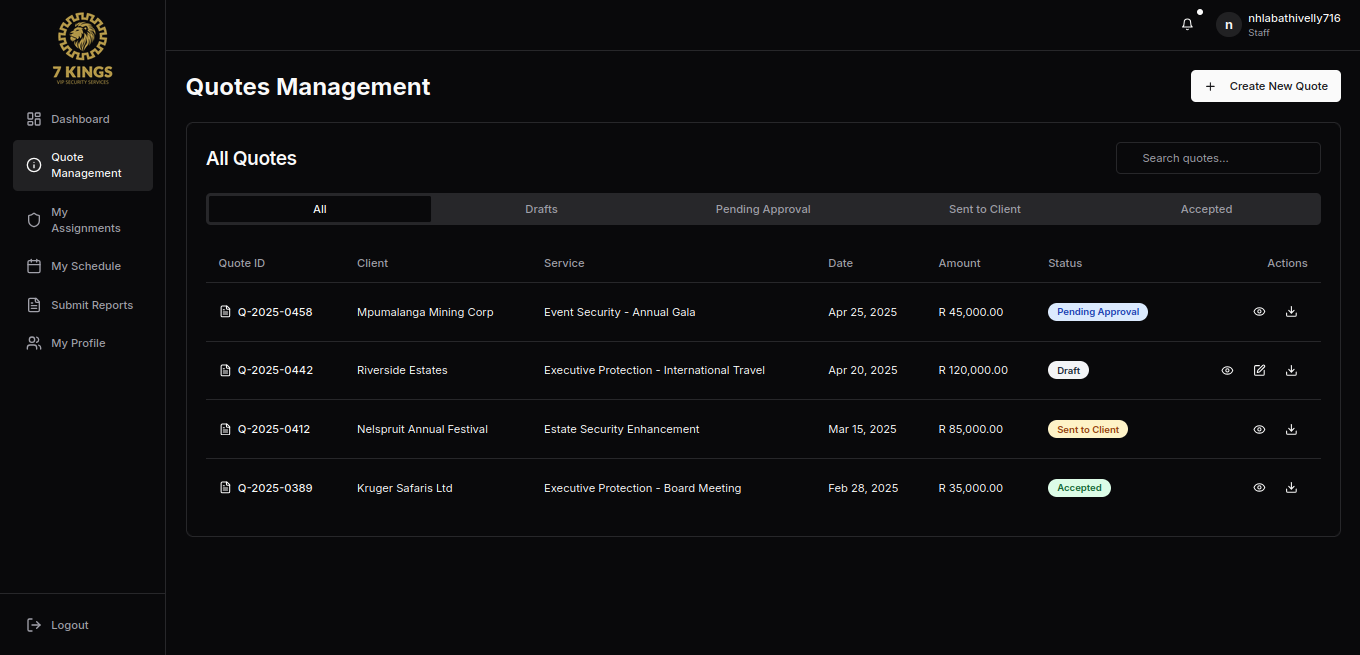 7 KINGS
VIP SECURITY SERVICES
Dashboard
Quote
Management
My
Assignments
My Schedule
Submit Reports
My Profile
Logout
n
nhlabathivelly716
Staff
Quotes Management
+ Create New Quote
All Quotes
Search quotes...
All Drafts Pending Approval Sent to Client Accepted
Quote ID Client Service Date Amount Status Actions
Q-2025-0458 Mpumalanga Mining Corp Event Security - Annual Gala Apr 25, 2025 R 45,000.00 Pending Approval
Q-2025-0442 Riverside Estates Executive Protection - International Travel Apr 20, 2025 R 120,000.00 Draft
Q-2025-0412 Nelspruit Annual Festival Estate Security Enhancement Mar 15, 2025 R 85,000.00 Sent to Client
Q-2025-0389 Kruger Safaris Ltd Executive Protection - Board Meeting Feb 28, 2025 R 35,000.00 Accepted